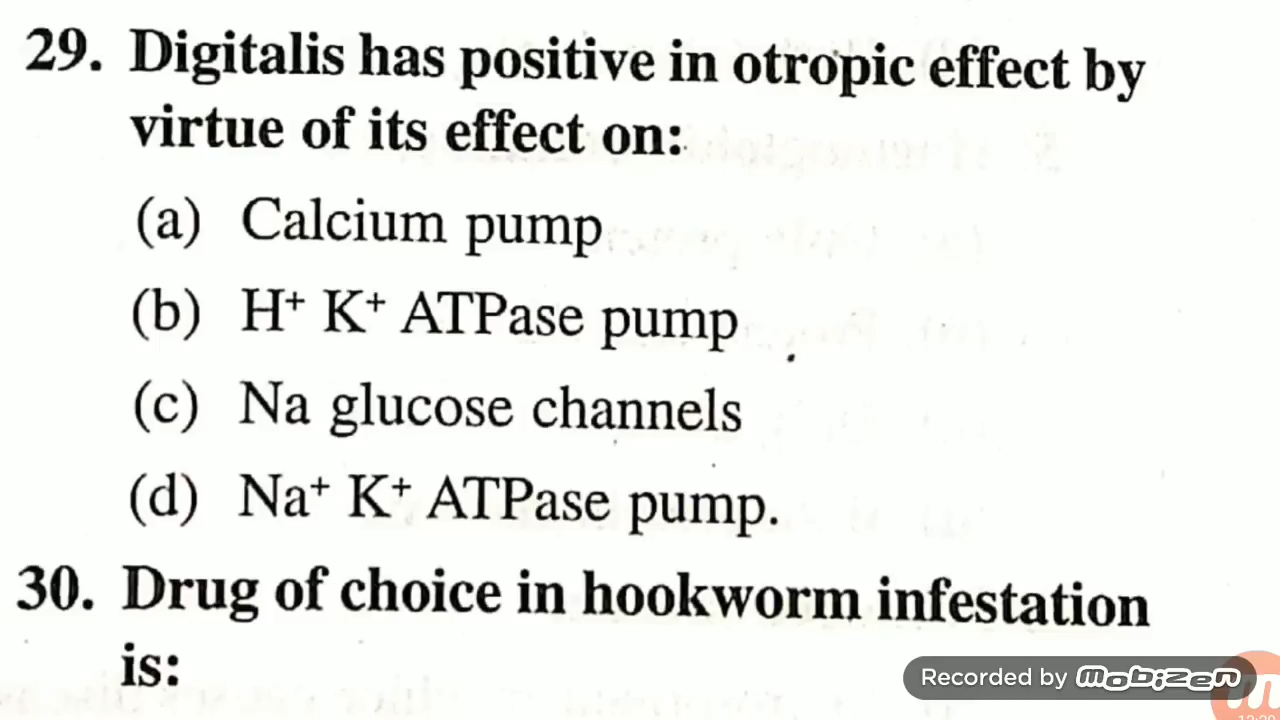 29. Digitalis has positive in otropic effect by
virtue of its effect on:
(a) Calcium pump
(b) H⁺ K⁺ ATPase pump
(c) Na glucose channels
(d) Na⁺ K⁺ ATPase pump.
30. Drug of choice in hookworm infestation
is:
Recorded by mobizen